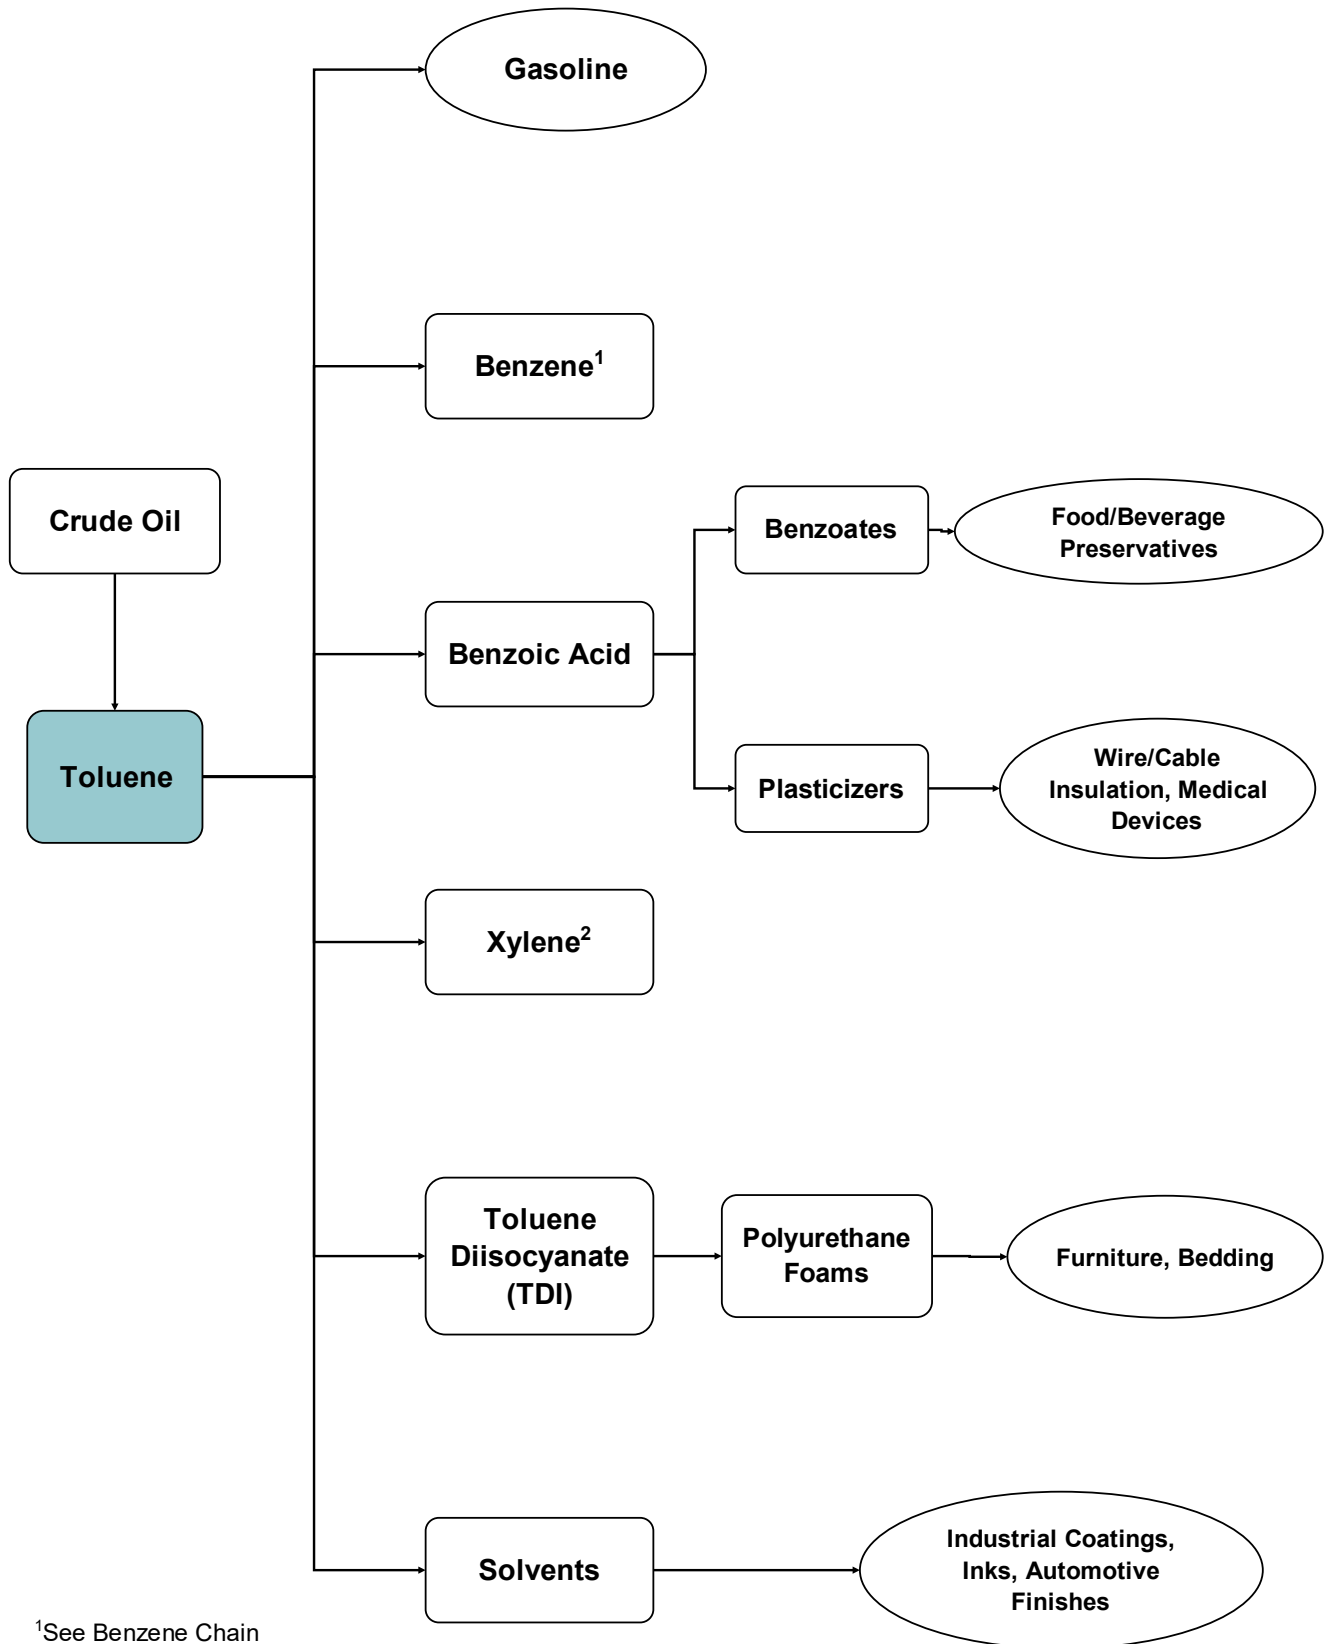 Gasoline
Benzene¹
Crude Oil
Benzoates
Food/Beverage
Preservatives
Benzoic Acid
Toluene
Plasticizers
Wire/Cable
Insulation, Medical
Devices
Xylene²
Toluene
Diisocyanate
(TDI)
Polyurethane
Foams
Furniture, Bedding
Solvents
Industrial Coatings,
Inks, Automotive
Finishes
¹See Benzene Chain